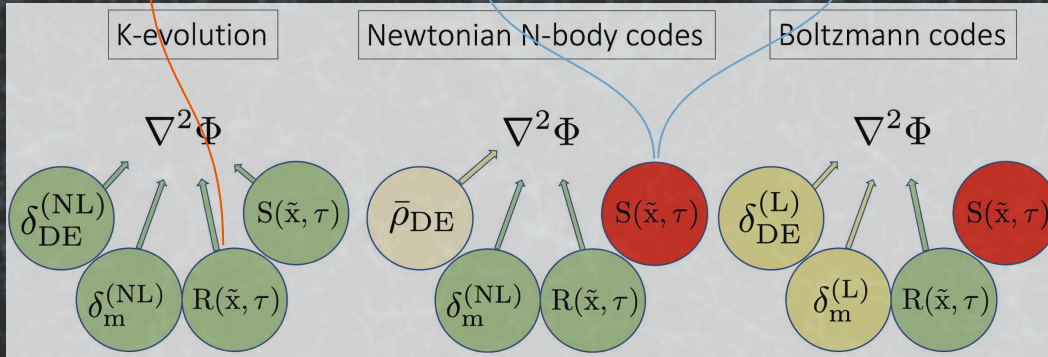 K-evolution
Newtonian N-body codes
Boltzmann codes
∇²Φ
∇²Φ
∇²Φ
δ_DE^(NL)
S(x̃, τ)
δ_m^(NL)
R(x̃, τ)
ρ̄_DE
S(x̃, τ)
δ_m^(NL)
R(x̃, τ)
δ_DE^(L)
S(x̃, τ)
δ_m^(L)
R(x̃, τ)